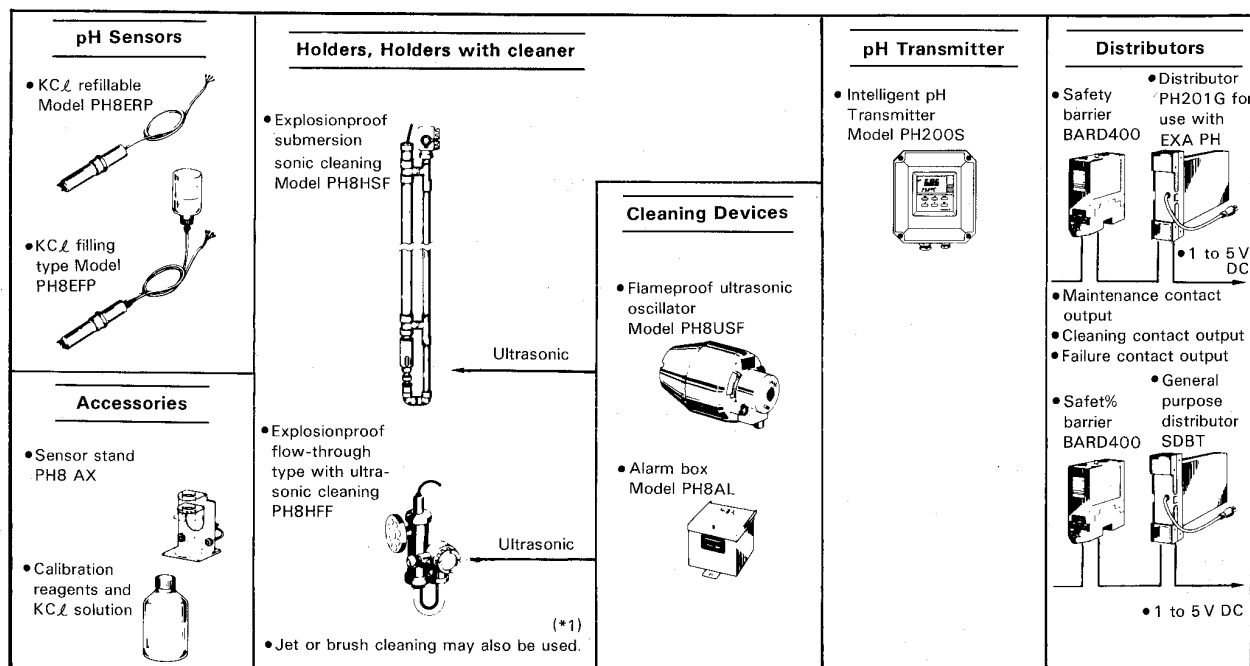 pH Sensors
● KCℓ refillable
Model PH8ERP
● KCℓ filling
type Model
PH8EFP
Accessories
● Sensor stand
PH8 AX
● Calibration
reagents and
KCℓ solution
Holders, Holders with cleaner
● Explosionproof
submersion
sonic cleaning
Model PH8HSF
Ultrasonic
● Explosionproof
flow-through
type with ultra-
sonic cleaning
PH8HFF
Ultrasonic
(*1)
● Jet or brush cleaning may also be used.
Cleaning Devices
● Flameproof ultrasonic
oscillator
Model PH8USF
● Alarm box
Model PH8AL
pH Transmitter
● Intelligent pH
Transmitter
Model PH200S
Distributors
● Safety
barrier
BARD400
● Distributor
PH201G for
use with
EXA PH
● 1 to 5 V
DC
● Maintenance contact
output
● Cleaning contact output
● Failure contact output
● Safet%
barrier
BARD400
● General
purpose
distributor
SDBT
● 1 to 5 V DC